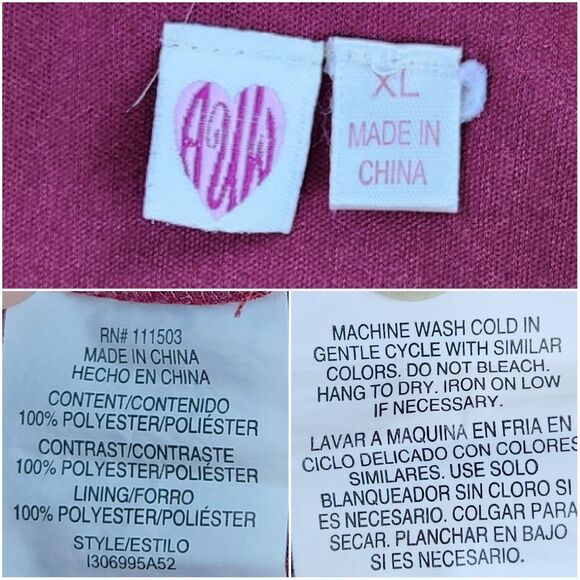 AQUA
XL
MADE IN
CHINA
RN# 111503
MADE IN CHINA
HECHO EN CHINA
CONTENT/CONTENIDO
100% POLYESTER/POLIÉSTER
CONTRAST/CONTRASTE
100% POLYESTER/POLIÉSTER
LINING/FORRO
100% POLYESTER/POLIÉSTER
STYLE/ESTILO
I306995A52
MACHINE WASH COLD IN
GENTLE CYCLE WITH SIMILAR
COLORS. DO NOT BLEACH.
HANG TO DRY. IRON ON LOW
IF NECESSARY.
LAVAR A MAQUINA EN FRIA EN
CICLO DELICADO CON COLORES
SIMILARES. USE SOLO
BLANQUEADOR SIN CLORO SI
ES NECESARIO. COLGAR PARA
SECAR. PLANCHAR EN BAJO
SI ES NECESARIO.